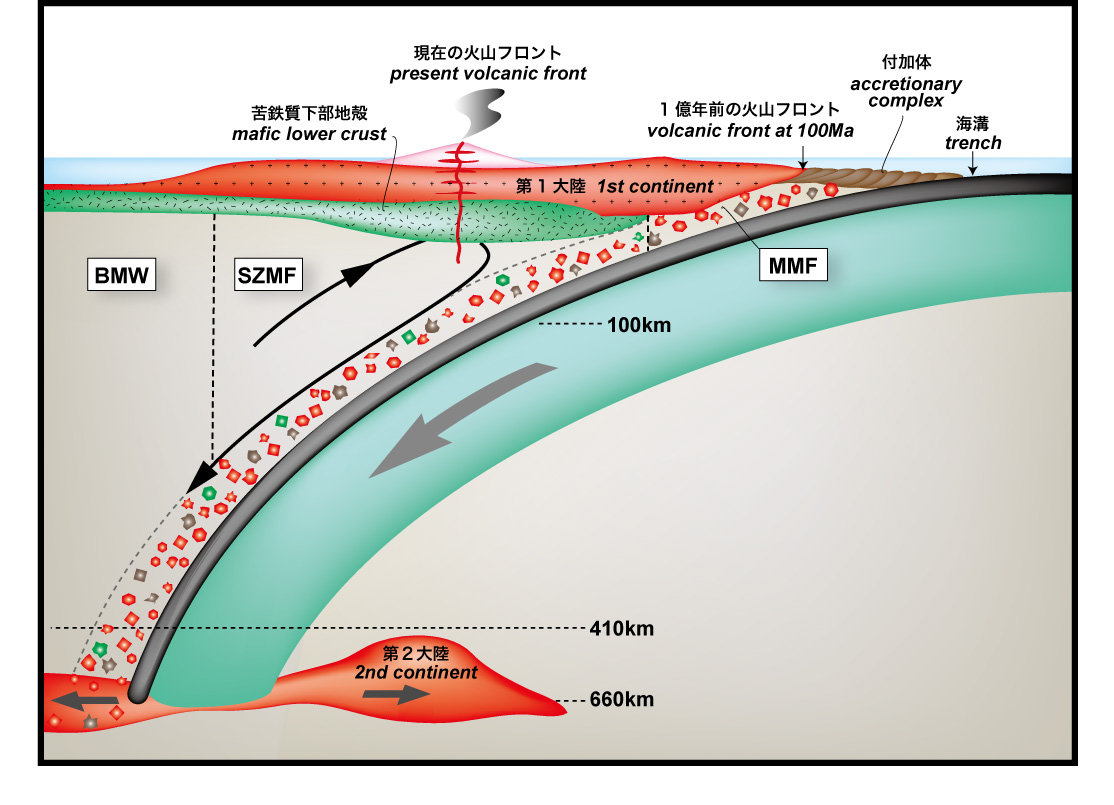 現在の火山フロント
present volcanic front
付加体
accretionary
complex
苦鉄質下部地殻
mafic lower crust
1億年前の火山フロント
volcanic front at 100Ma
海溝
trench
第1大陸 1st continent
BMW
SZMF
MMF
100km
410km
第2大陸
2nd continent
660km